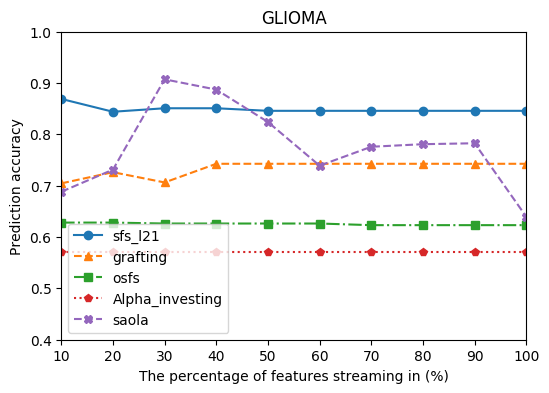 GLIOMA
1.0
0.9
0.8
0.7
0.6
0.5
0.4
Prediction accuracy
sfs_l21
grafting
osfs
Alpha_investing
saola
10 20 30 40 50 60 70 80 90 100
The percentage of features streaming in (%)